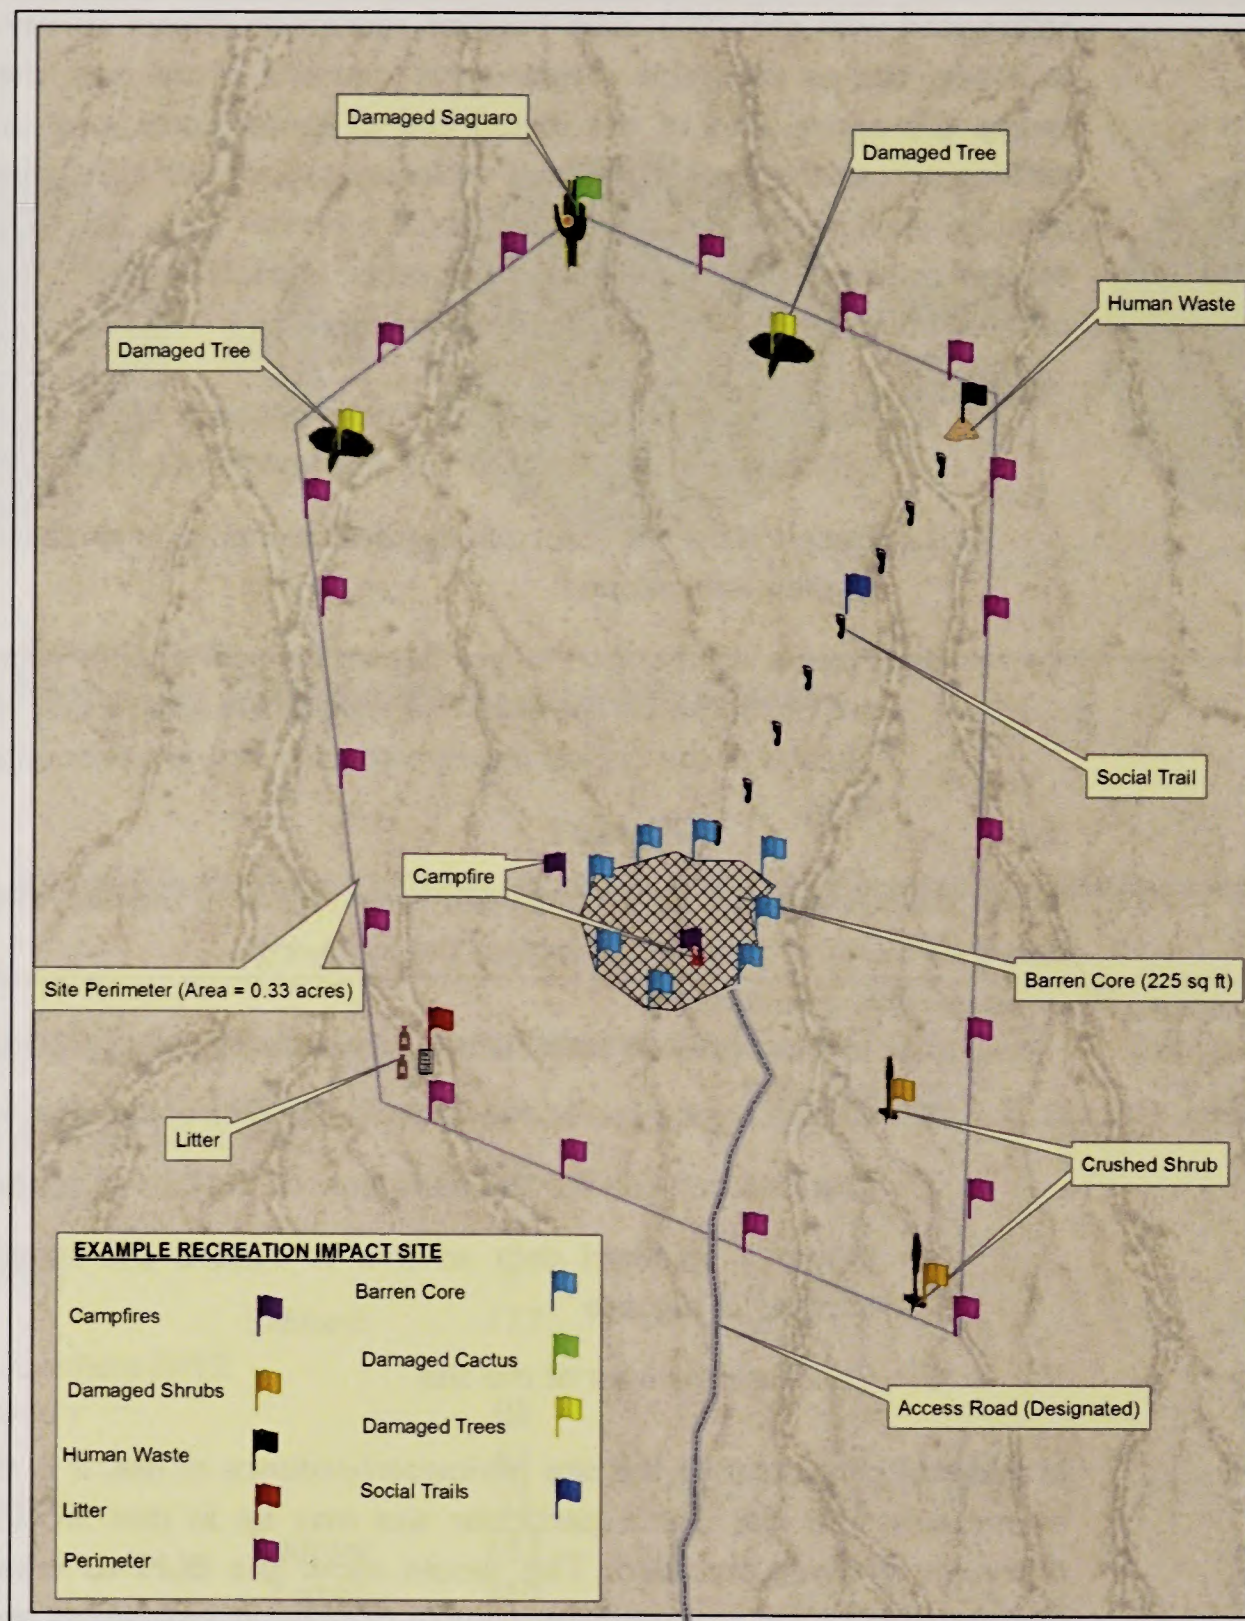 Damaged Saguaro
Damaged Tree
Human Waste
Damaged Tree
Social Trail
Campfire
Site Perimeter (Area = 0.33 acres)
Barren Core (225 sq ft)
Litter
Crushed Shrub
Access Road (Designated)
EXAMPLE RECREATION IMPACT SITE
Campfires
Damaged Shrubs
Human Waste
Litter
Perimeter
Barren Core
Damaged Cactus
Damaged Trees
Social Trails